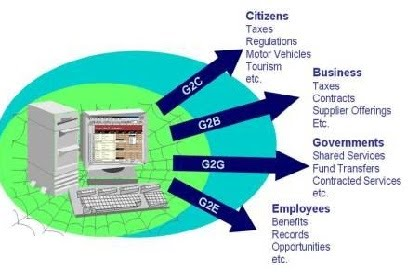 Citizens
Taxes
Regulations
Motor Vehicles
Tourism
etc.
G2C
Business
Taxes
Contracts
Supplier Offerings
Etc.
G2B
Governments
Shared Services
Fund Transfers
Contracted Services
etc.
G2G
Employees
Benefits
Records
Opportunities
etc.
G2E